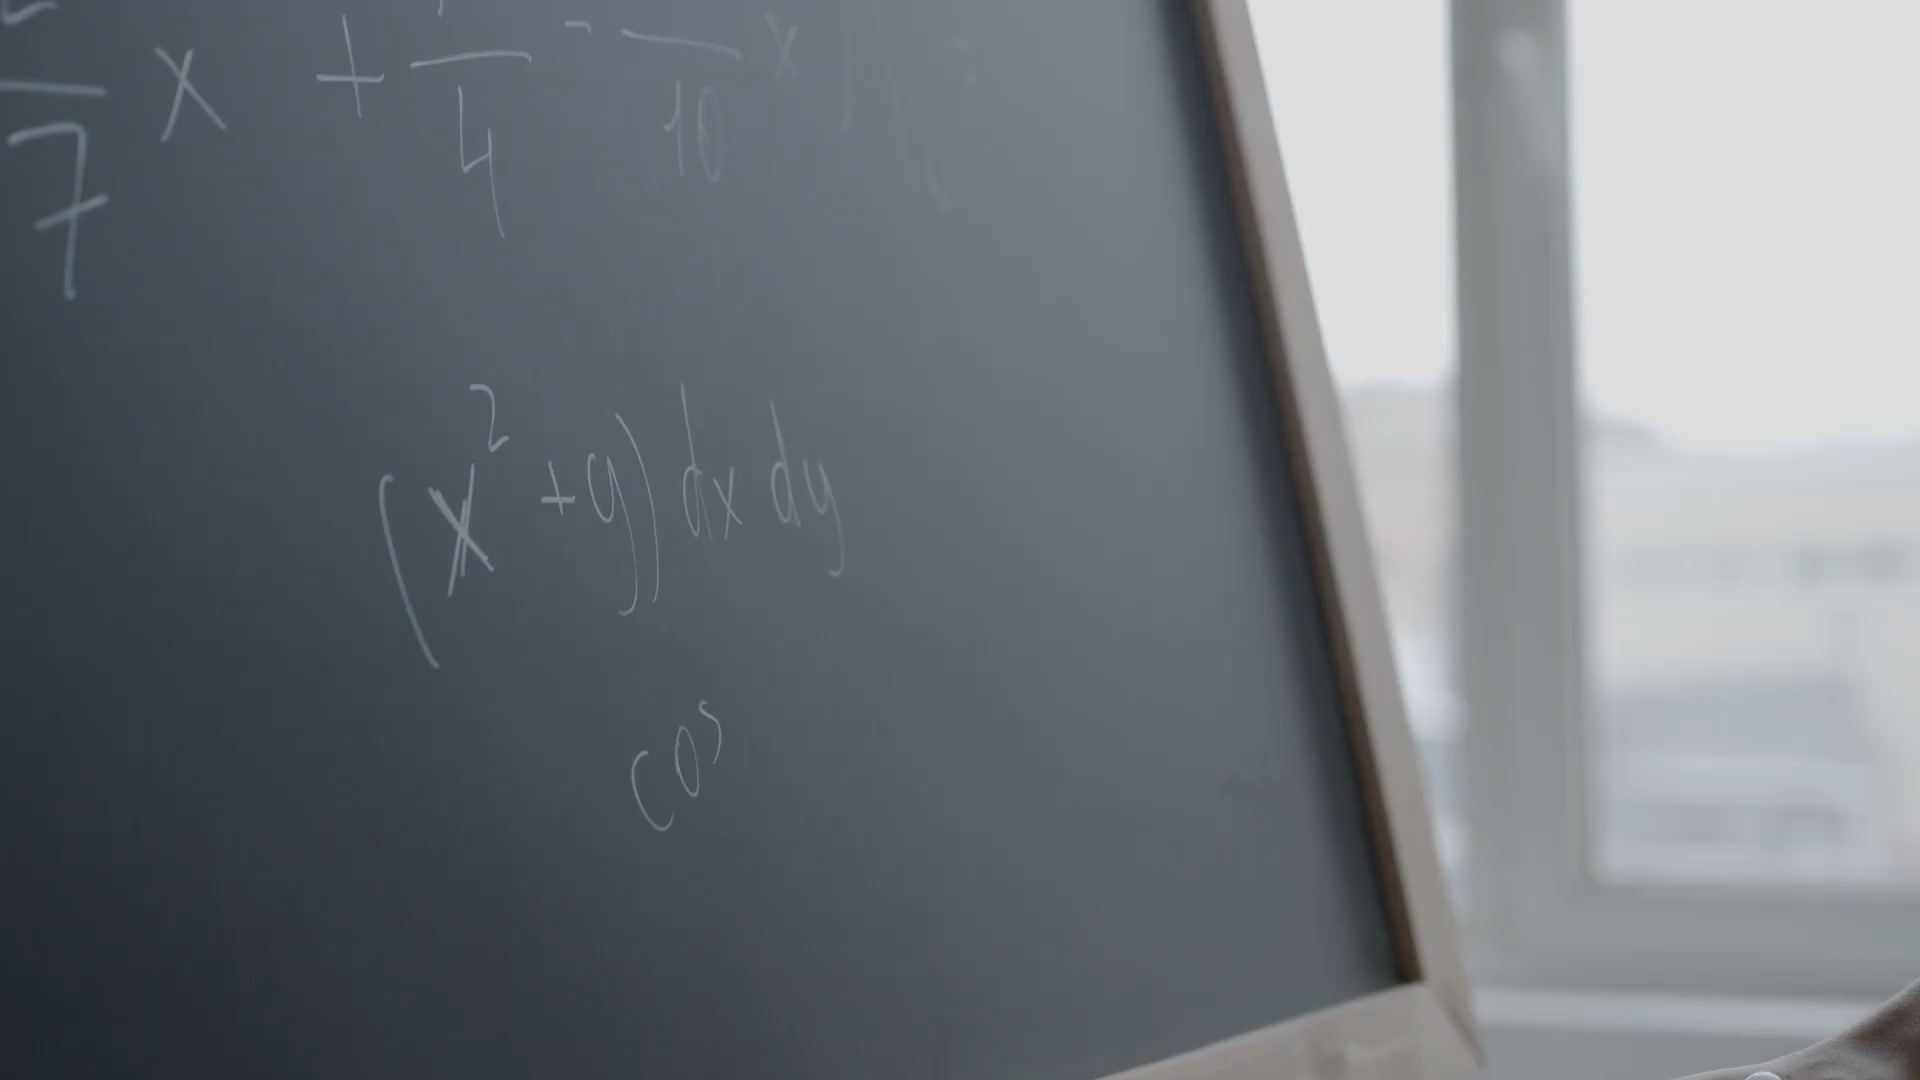 7 x + 4 - 10 x
(x² + y) dx dy
cos